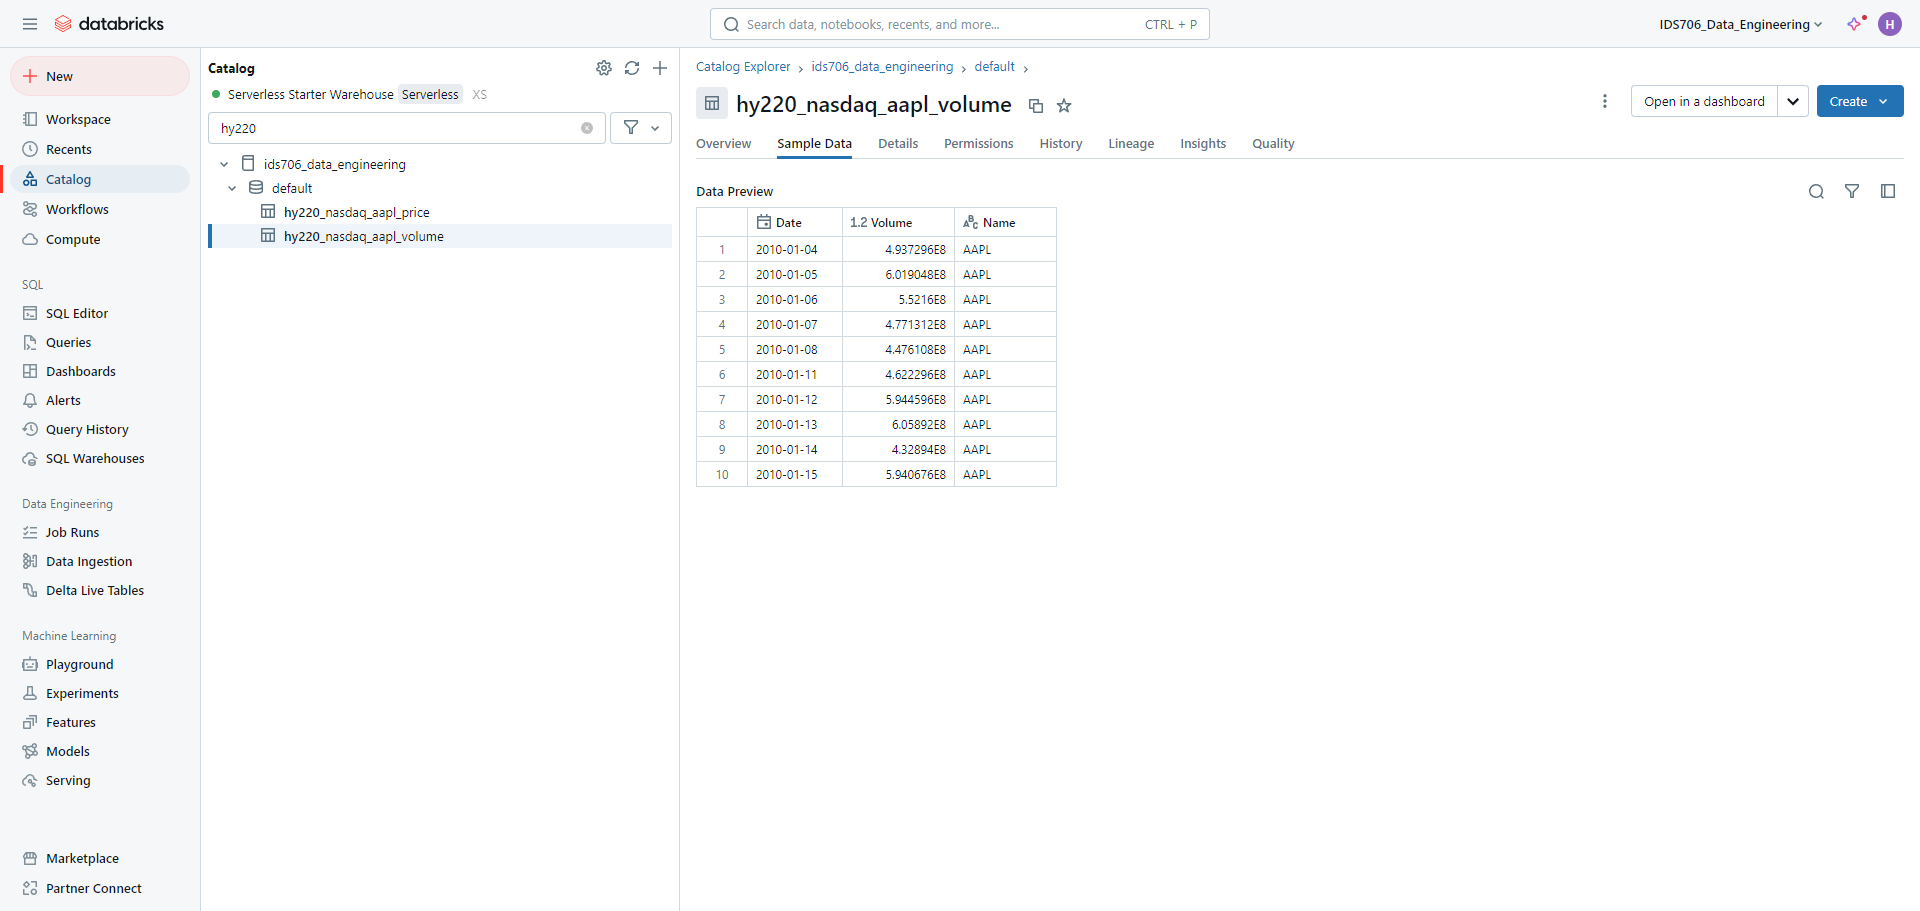 databricks
Search data, notebooks, recents, and more...
CTRL + P
IDS706_Data_Engineering
H
New
Workspace
Recents
Catalog
Workflows
Compute
SQL
SQL Editor
Queries
Dashboards
Alerts
Query History
SQL Warehouses
Data Engineering
Job Runs
Data Ingestion
Delta Live Tables
Machine Learning
Playground
Experiments
Features
Models
Serving
Marketplace
Partner Connect
Catalog
Serverless Starter Warehouse Serverless XS
hy220
ids706_data_engineering
default
hy220_nasdaq_aapl_price
hy220_nasdaq_aapl_volume
Catalog Explorer › ids706_data_engineering › default ›
hy220_nasdaq_aapl_volume
Open in a dashboard
Create
Overview Sample Data Details Permissions History Lineage Insights Quality
Data Preview
Date 1.2 Volume ABC Name
1 2010-01-04 4.937296E8 AAPL
2 2010-01-05 6.019048E8 AAPL
3 2010-01-06 5.5216E8 AAPL
4 2010-01-07 4.771312E8 AAPL
5 2010-01-08 4.476108E8 AAPL
6 2010-01-11 4.622296E8 AAPL
7 2010-01-12 5.944596E8 AAPL
8 2010-01-13 6.05892E8 AAPL
9 2010-01-14 4.32894E8 AAPL
10 2010-01-15 5.940676E8 AAPL